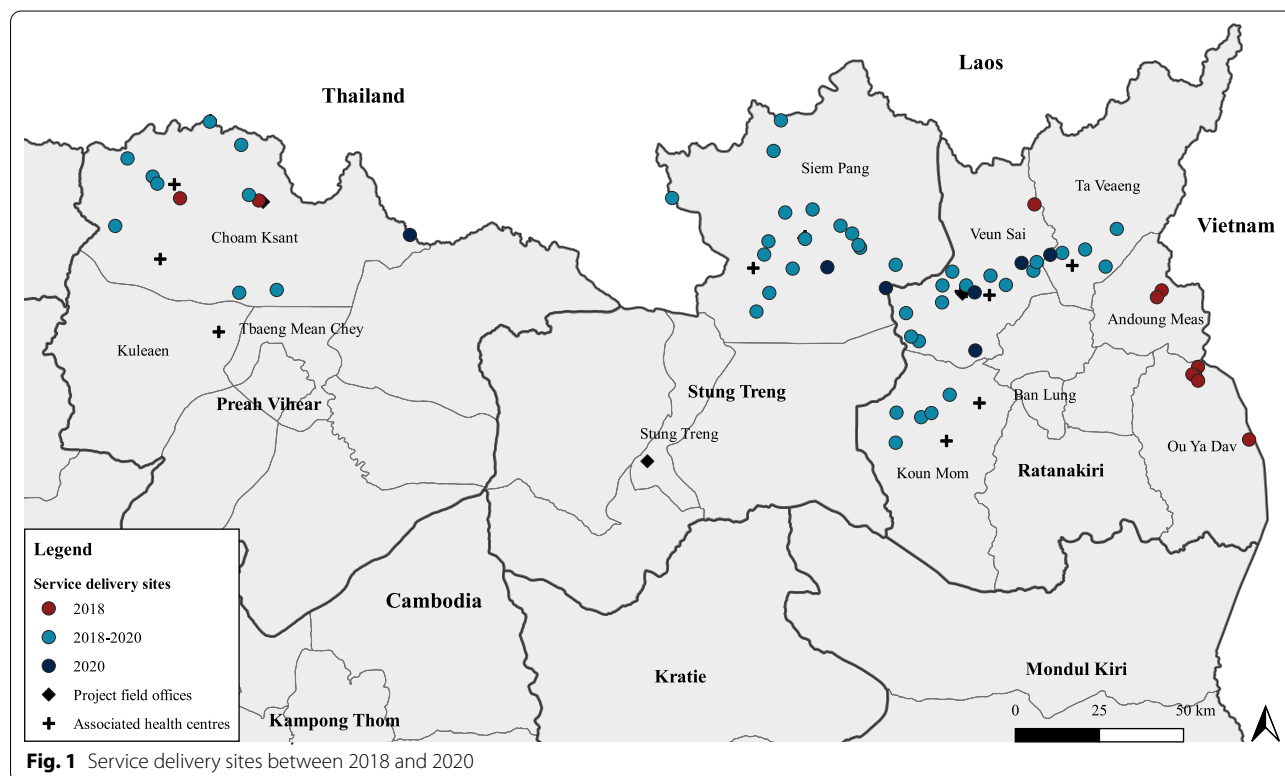 Laos
Thailand
Siem Pang
Ta Veaeng
Vietnam
Veun Sai
Choam Ksant
Andoung Meas
Tbaeng Mean Chey
Kuleaen
Stung Treng
Ban Lung
Preah Vihear
Stung Treng
Ou Ya Dav
Koun Mom
Ratanakiri
Legend
Service delivery sites
2018
2018-2020
2020
Project field offices
Associated health centres
Cambodia
Kratie
Mondul Kiri
Kampong Thom
0 25 50 km
Fig. 1 Service delivery sites between 2018 and 2020